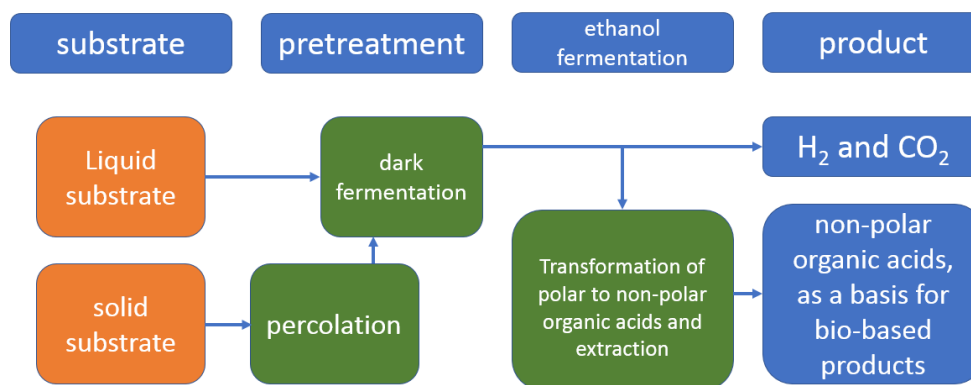 substrate
pretreatment
ethanol
fermentation
product
Liquid
substrate
dark
fermentation
H₂ and CO₂
solid
substrate
percolation
Transformation of
polar to non-polar
organic acids and
extraction
non-polar
organic acids,
as a basis for
bio-based
products